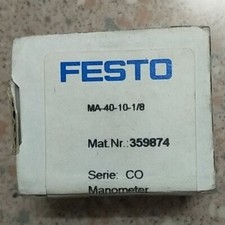 FESTO
MA-40-10-1/8
Mat.Nr.:359874
Serie: CO
Manometer